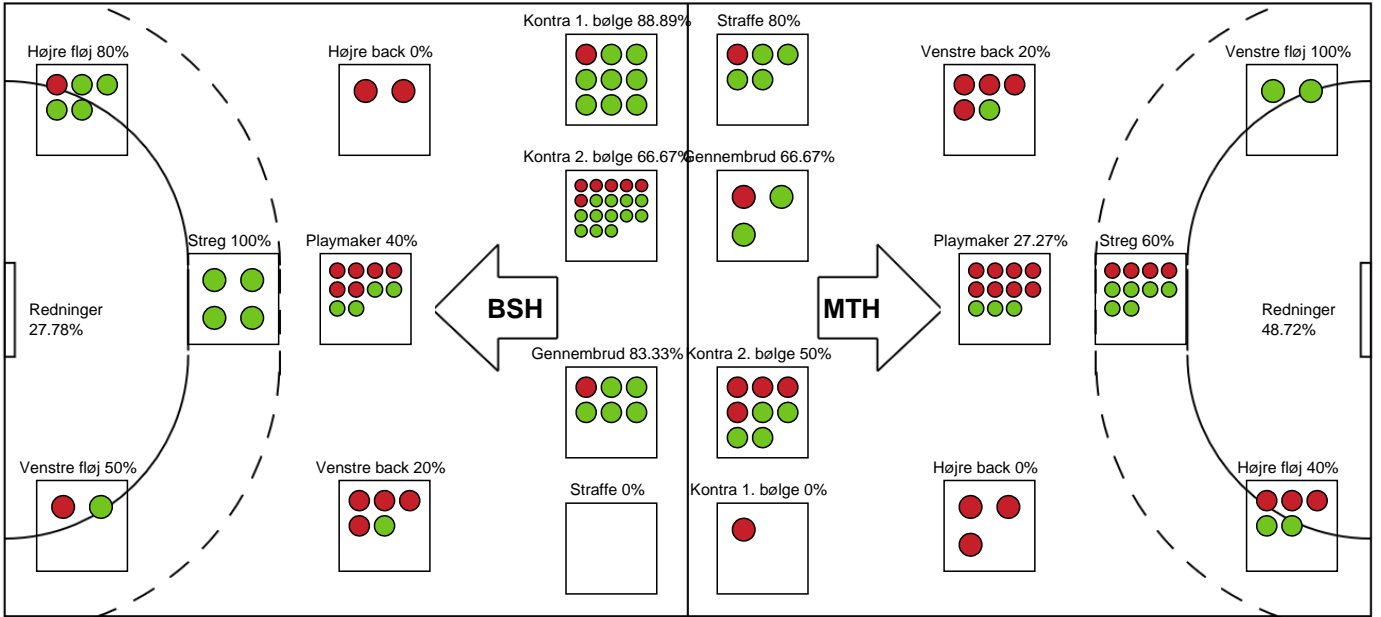 Kontra 1. bølge 88.89%
Straffe 80%
Højre fløj 80%
Højre back 0%
Venstre back 20%
Venstre fløj 100%
Kontra 2. bølge 66.67%
Gennembrud 66.67%
Streg 100%
Playmaker 40%
Playmaker 27.27%
Streg 60%
Redninger
27.78%
BSH
MTH
Redninger
48.72%
Gennembrud 83.33%
Kontra 2. bølge 50%
Venstre fløj 50%
Venstre back 20%
Straffe 0%
Kontra 1. bølge 0%
Højre back 0%
Højre fløj 40%